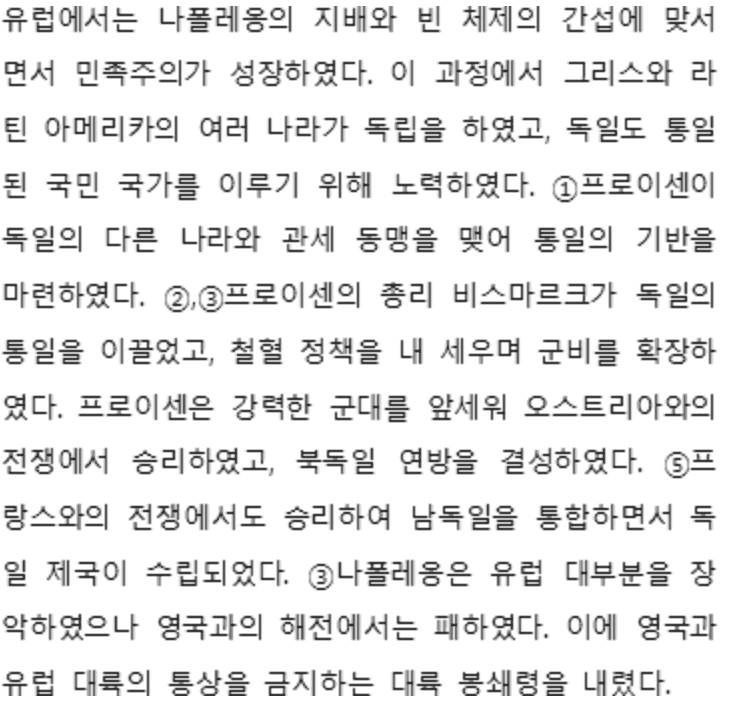 유럽에서는 나폴레옹의 지배와 빈 체제의 간섭에 맞서
면서 민족주의가 성장하였다. 이 과정에서 그리스와 라
틴 아메리카의 여러 나라가 독립을 하였고, 독일도 통일
된 국민 국가를 이루기 위해 노력하였다. ①프로이센이
독일의 다른 나라와 관세 동맹을 맺어 통일의 기반을
마련하였다. ②,③프로이센의 총리 비스마르크가 독일의
통일을 이끌었고, 철혈 정책을 내 세우며 군비를 확장하
였다. 프로이센은 강력한 군대를 앞세워 오스트리아와의
전쟁에서 승리하였고, 북독일 연방을 결성하였다. ⑤프
랑스와의 전쟁에서도 승리하여 남독일을 통합하면서 독
일 제국이 수립되었다. ③나폴레옹은 유럽 대부분을 장
악하였으나 영국과의 해전에서는 패하였다. 이에 영국과
유럽 대륙의 통상을 금지하는 대륙 봉쇄령을 내렸다.